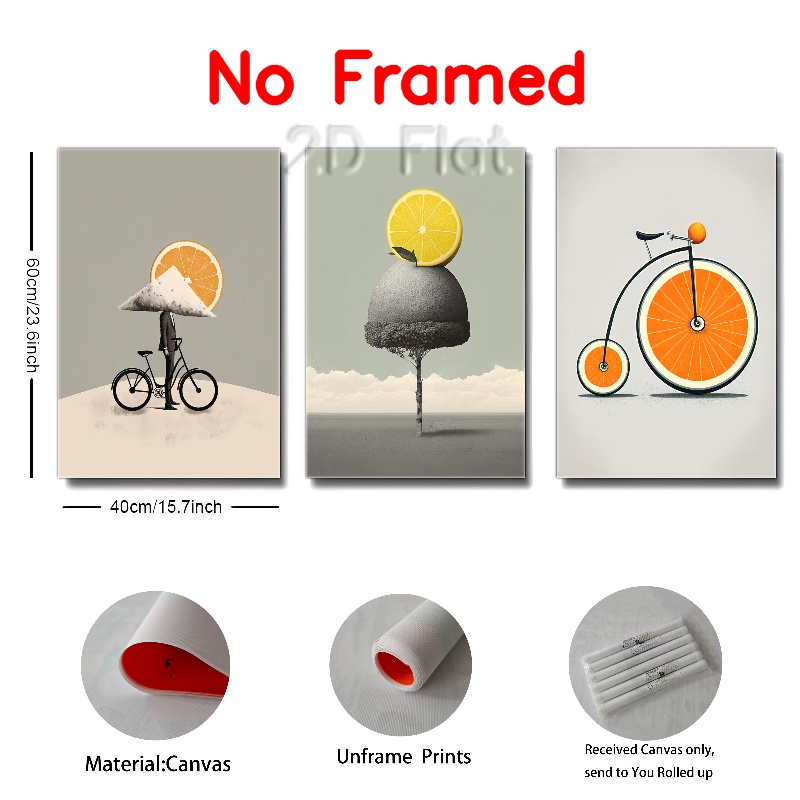 No Framed
2D Flat
60cm/23.6inch
40cm/15.7inch
Material:Canvas
Unframe Prints
Received Canvas only,
send to You Rolled up